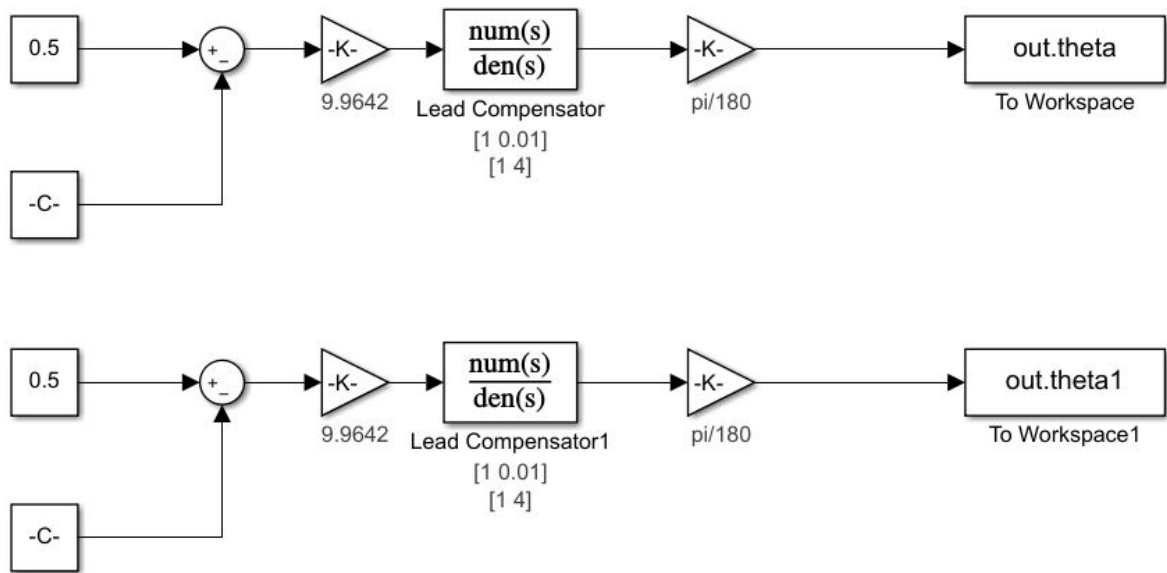 0.5
+
_
-K-
9.9642
num(s)
den(s)
Lead Compensator
[1 0.01]
[1 4]
-K-
pi/180
out.theta
To Workspace
-C-
0.5
+
_
-K-
9.9642
num(s)
den(s)
Lead Compensator1
[1 0.01]
[1 4]
-K-
pi/180
out.theta1
To Workspace1
-C-